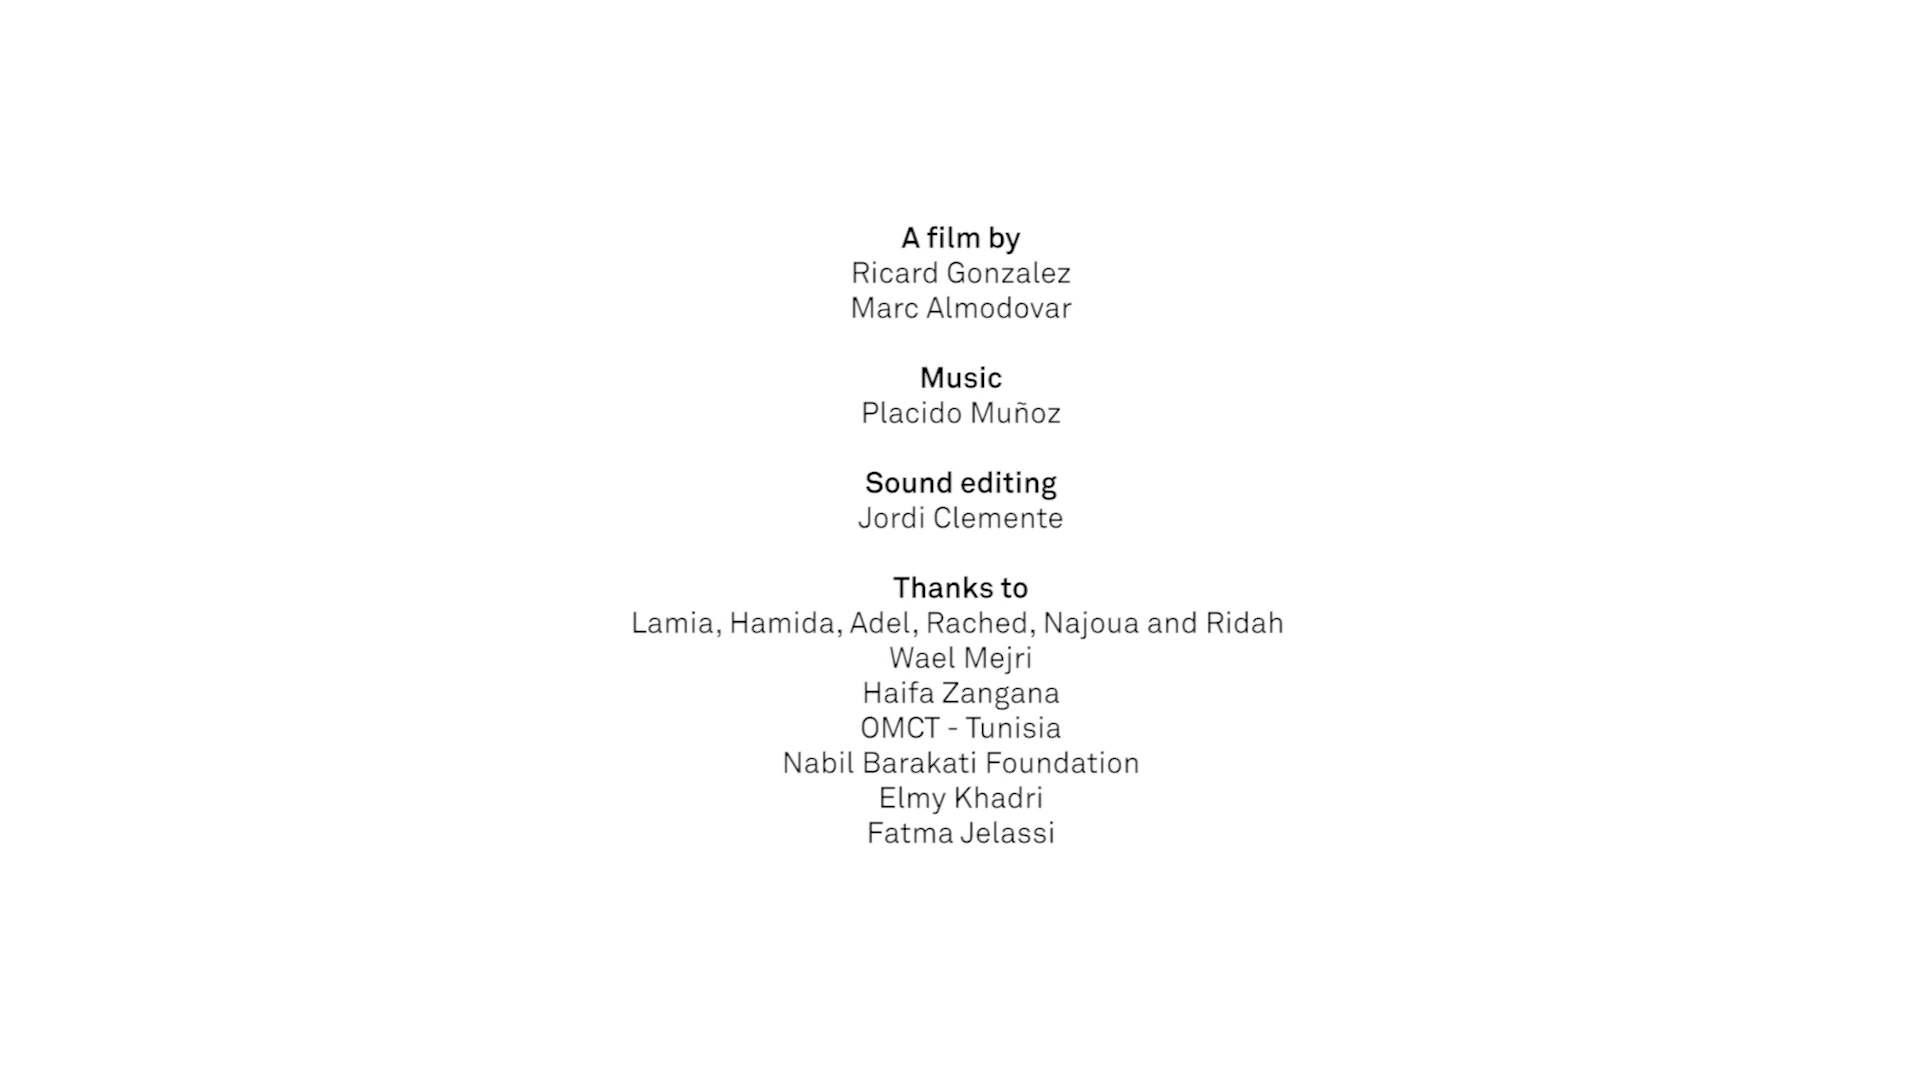 A film by
Ricard Gonzalez
Marc Almodovar
Music
Placido Muñoz
Sound editing
Jordi Clemente
Thanks to
Lamia, Hamida, Adel, Rached, Najoua and Ridah
Wael Mejri
Haifa Zangana
OMCT - Tunisia
Nabil Barakati Foundation
Elmy Khadri
Fatma Jelassi